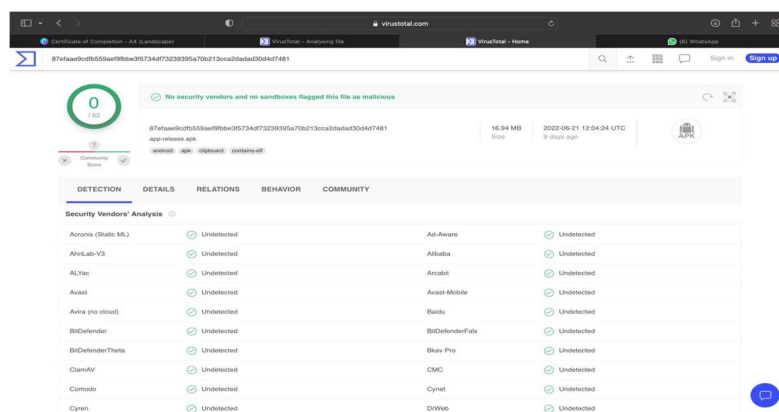 virustotal.com
Certificate of Completion - A4 (Landscape)
VirusTotal - Analysing file
VirusTotal - Home
(6) WhatsApp
87efaae9cdfb559aef9fbbe3f5734df73239395a70b213cca2dadad30d4d7481
Sign in
Sign up
0
/ 62
?
Community
Score
No security vendors and no sandboxes flagged this file as malicious
87efaae9cdfb559aef9fbbe3f5734df73239395a70b213cca2dadad30d4d7481
app-release.apk
android apk clipboard contains-elf
16.94 MB
Size
2022-06-21 12:04:24 UTC
9 days ago
APK
DETECTION DETAILS RELATIONS BEHAVIOR COMMUNITY
Security Vendors' Analysis
Acronis (Static ML) Undetected Ad-Aware Undetected
AhnLab-V3 Undetected Alibaba Undetected
ALYac Undetected Arcabit Undetected
Avast Undetected Avast-Mobile Undetected
Avira (no cloud) Undetected Baidu Undetected
BitDefender Undetected BitDefenderFalx Undetected
BitDefenderTheta Undetected Bkav Pro Undetected
ClamAV Undetected CMC Undetected
Comodo Undetected Cynet Undetected
Cyren Undetected DrWeb Undetected